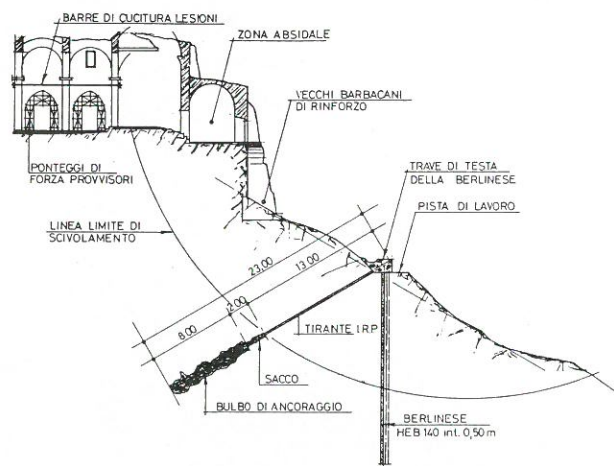 BARRE DI CUCITURA LESIONI
ZONA ABSIDALE
VECCHI BARBACANI
DI RINFORZO
PONTEGGI DI
FORZA PROVVISORI
TRAVE DI TESTA
DELLA BERLINESE
PISTA DI LAVORO
LINEA LIMITE DI
SCIVOLAMENTO
23,00
13.00
2.00
8.00
TIRANTE I.R.P.
SACCO
BULBO DI ANCORAGGIO
BERLINESE
HEB 140 int. 0,50 m